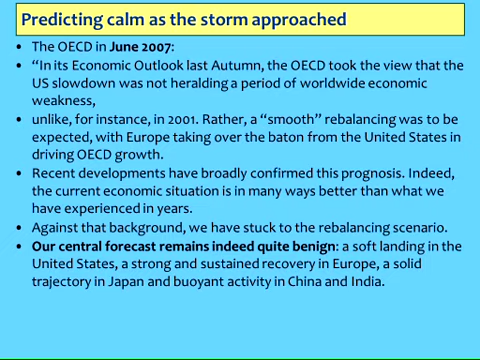 Predicting calm as the storm approached
• The OECD in June 2007:
• “In its Economic Outlook last Autumn, the OECD took the view that the
US slowdown was not heralding a period of worldwide economic
weakness,
• unlike, for instance, in 2001. Rather, a “smooth” rebalancing was to be
expected, with Europe taking over the baton from the United States in
driving OECD growth.
• Recent developments have broadly confirmed this prognosis. Indeed,
the current economic situation is in many ways better than what we
have experienced in years.
• Against that background, we have stuck to the rebalancing scenario.
• Our central forecast remains indeed quite benign: a soft landing in the
United States, a strong and sustained recovery in Europe, a solid
trajectory in Japan and buoyant activity in China and India.